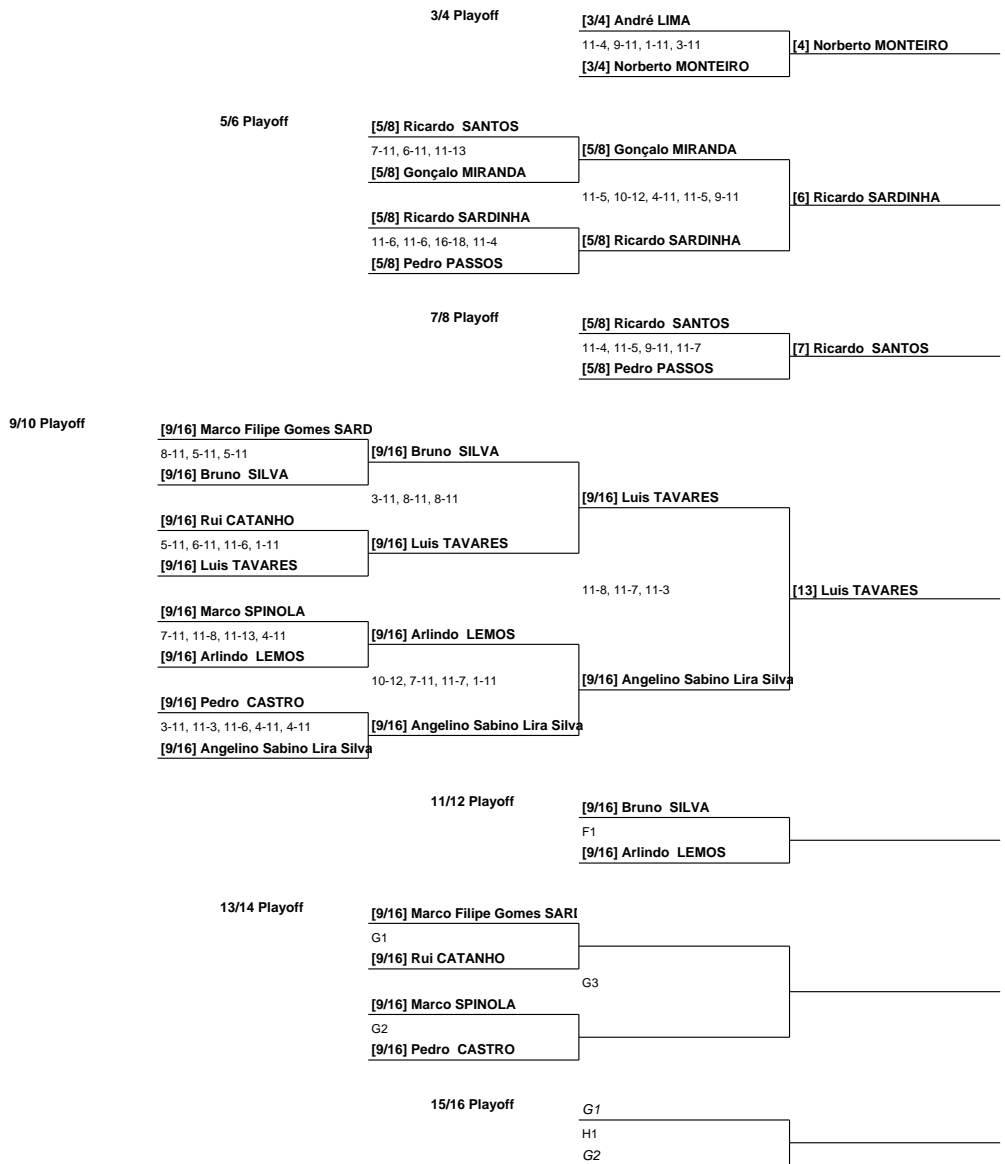 3/4 Playoff
[3/4] André LIMA
11-4, 9-11, 1-11, 3-11
[4] Norberto MONTEIRO
[3/4] Norberto MONTEIRO
5/6 Playoff
[5/8] Ricardo SANTOS
7-11, 6-11, 11-13
[5/8] Gonçalo MIRANDA
[5/8] Gonçalo MIRANDA
11-5, 10-12, 4-11, 11-5, 9-11
[6] Ricardo SARDINHA
[5/8] Ricardo SARDINHA
11-6, 11-6, 16-18, 11-4
[5/8] Ricardo SARDINHA
[5/8] Pedro PASSOS
7/8 Playoff
[5/8] Ricardo SANTOS
11-4, 11-5, 9-11, 11-7
[7] Ricardo SANTOS
[5/8] Pedro PASSOS
9/10 Playoff
[9/16] Marco Filipe Gomes SARD
8-11, 5-11, 5-11
[9/16] Bruno SILVA
[9/16] Bruno SILVA
3-11, 8-11, 8-11
[9/16] Luis TAVARES
[9/16] Rui CATANHO
5-11, 6-11, 11-6, 1-11
[9/16] Luis TAVARES
[9/16] Luis TAVARES
11-8, 11-7, 11-3
[13] Luis TAVARES
[9/16] Marco SPINOLA
7-11, 11-8, 11-13, 4-11
[9/16] Arlindo LEMOS
[9/16] Arlindo LEMOS
10-12, 7-11, 11-7, 1-11
[9/16] Angelino Sabino Lira Silva
[9/16] Pedro CASTRO
3-11, 11-3, 11-6, 4-11, 4-11
[9/16] Angelino Sabino Lira Silva
[9/16] Angelino Sabino Lira Silva
11/12 Playoff
[9/16] Bruno SILVA
F1
[9/16] Arlindo LEMOS
13/14 Playoff
[9/16] Marco Filipe Gomes SARD
G1
[9/16] Rui CATANHO
G3
[9/16] Marco SPINOLA
G2
[9/16] Pedro CASTRO
15/16 Playoff
G1
H1
G2